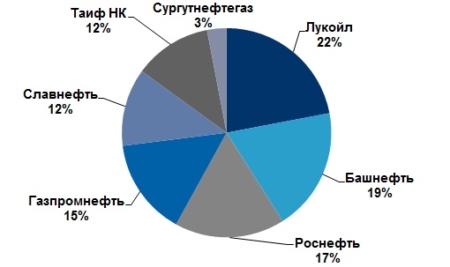 Сургутнефтегаз
3%
Лукойл
22%
Башнефть
19%
Роснефть
17%
Газпромнефть
15%
Славнефть
12%
Таиф НК
12%